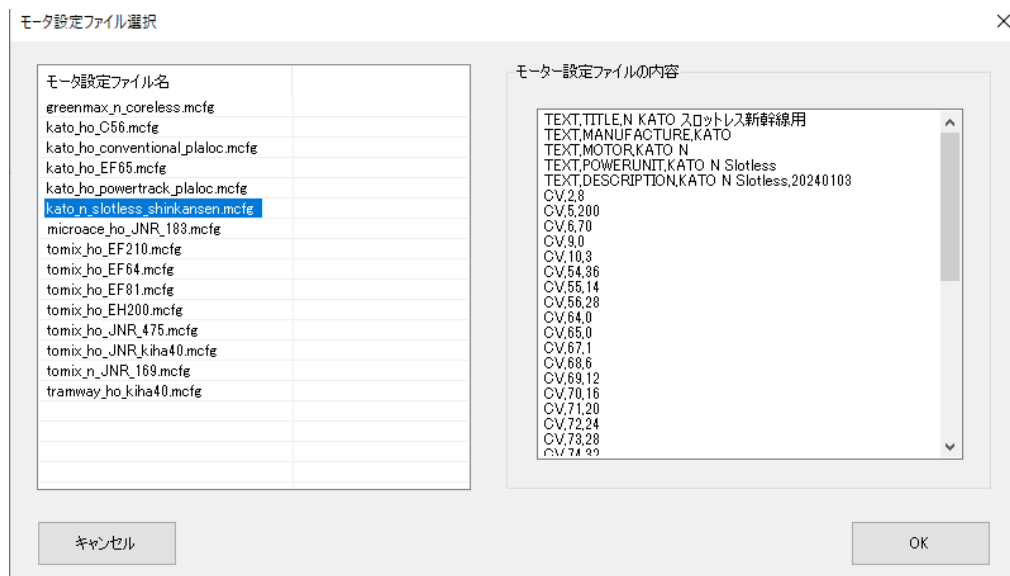 モータ設定ファイル選択
モータ設定ファイル名
greenmax_n_coreless.mcfg
kato_ho_C56.mcfg
kato_ho_conventional_plaloc.mcfg
kato_ho_EF65.mcfg
kato_ho_powertrack_plaloc.mcfg
kato_n_slotless_shinkansen.mcfg
microace_ho_JNR_183.mcfg
tomix_ho_EF210.mcfg
tomix_ho_EF64.mcfg
tomix_ho_EF81.mcfg
tomix_ho_EH200.mcfg
tomix_ho_JNR_475.mcfg
tomix_ho_JNR_kiha40.mcfg
tomix_n_JNR_169.mcfg
tramway_ho_kiha40.mcfg
モーター設定ファイルの内容
TEXT,TITLE,N KATO スロットレス新幹線用
TEXT,MANUFACTURE,KATO
TEXT,MOTOR,KATO N
TEXT,POWERUNIT,KATO N Slotless
TEXT,DESCRIPTION,KATO N Slotless,20240103
CV,2,8
CV,5,200
CV,6,70
CV,9,0
CV,10,3
CV,54,36
CV,55,14
CV,56,28
CV,64,0
CV,65,0
CV,67,1
CV,68,6
CV,69,12
CV,70,16
CV,71,20
CV,72,24
CV,73,28
CV,74,32
キャンセル
OK